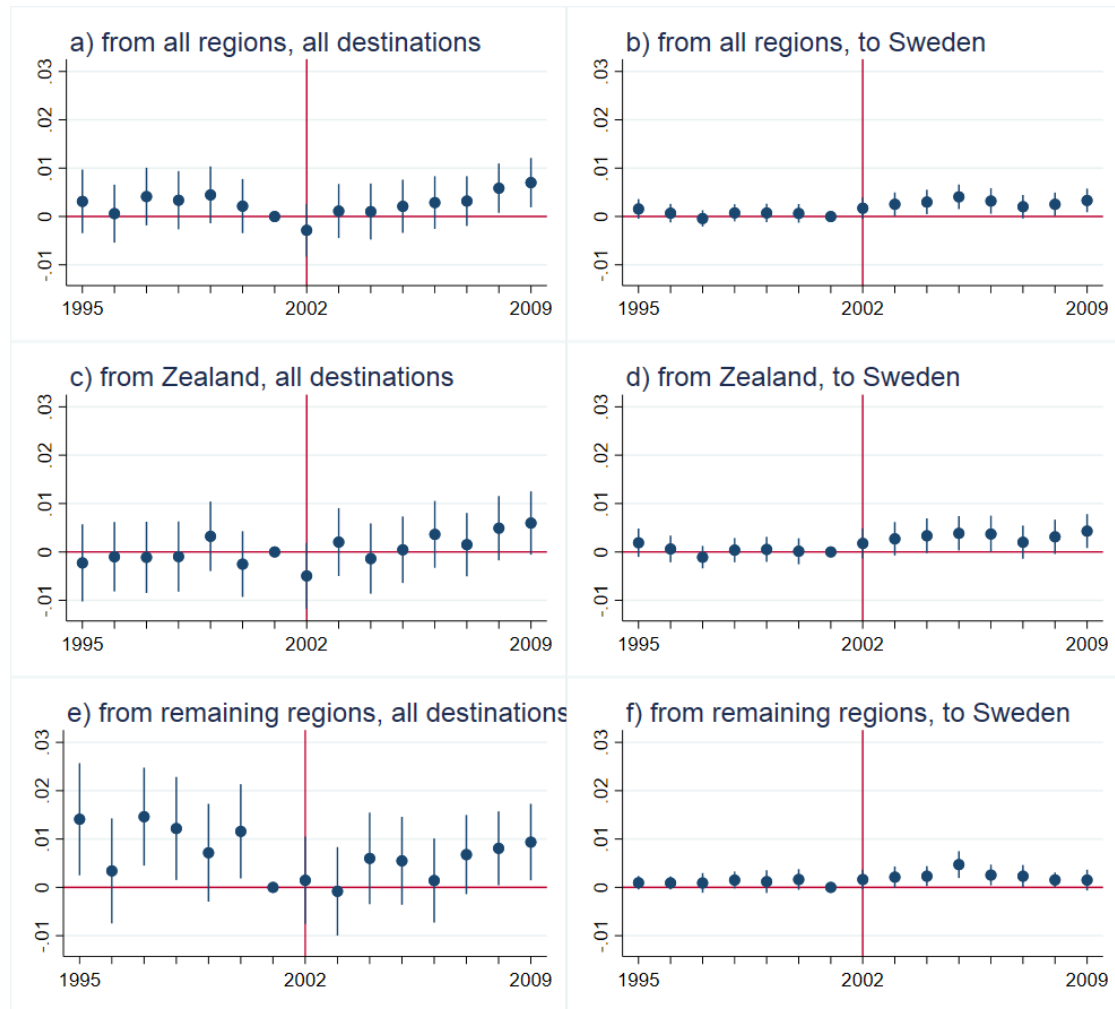 a) from all regions, all destinations
.03
.02
.01
0
-.01
1995 2002 2009
b) from all regions, to Sweden
.03
.02
.01
0
-.01
1995 2002 2009
c) from Zealand, all destinations
.03
.02
.01
0
-.01
1995 2002 2009
d) from Zealand, to Sweden
.03
.02
.01
0
-.01
1995 2002 2009
e) from remaining regions, all destinations
.03
.02
.01
0
-.01
1995 2002 2009
f) from remaining regions, to Sweden
.03
.02
.01
0
-.01
1995 2002 2009